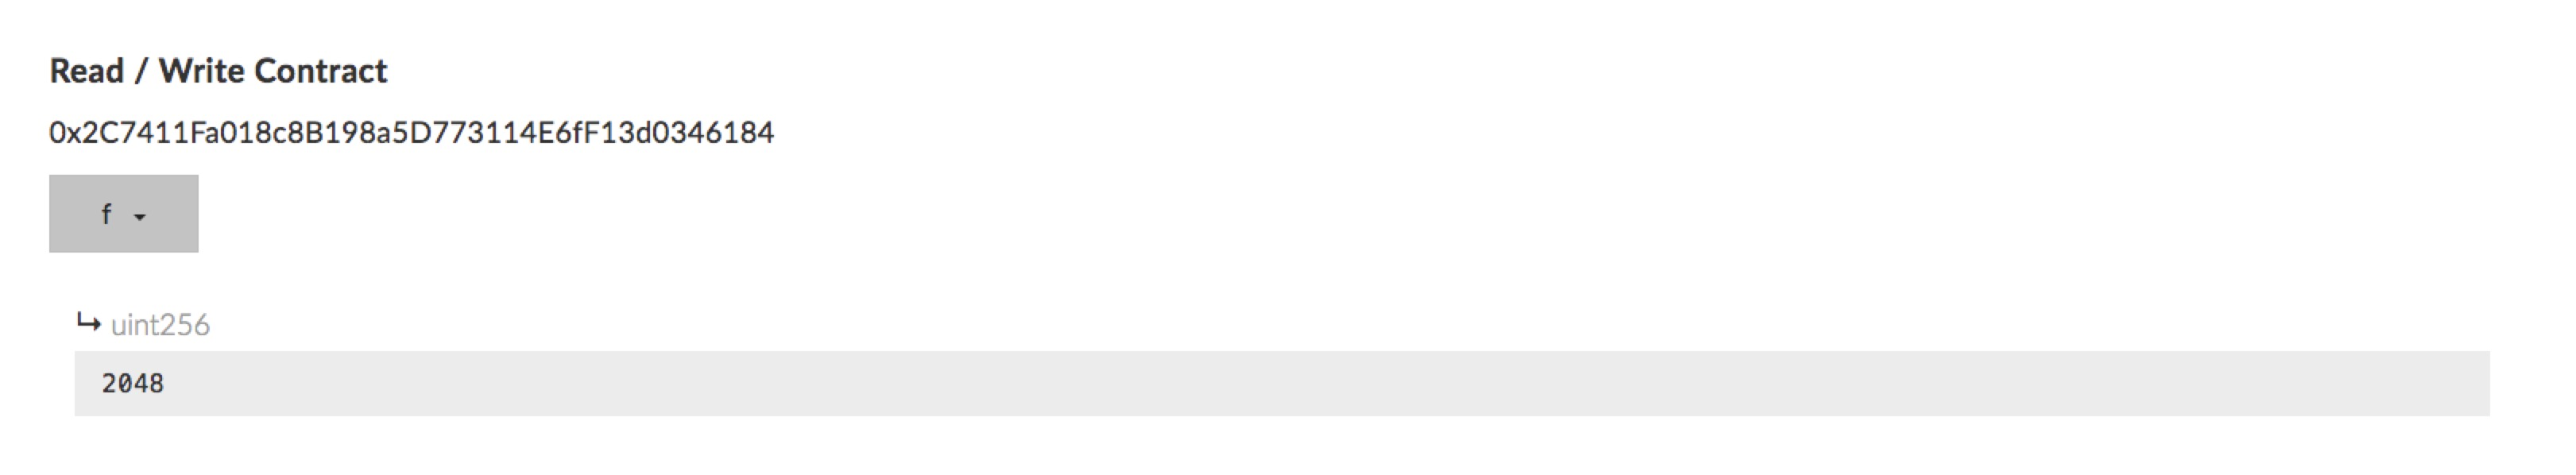 Read / Write Contract
0x2C7411Fa018c8B198a5D773114E6fF13d0346184
f
uint256
2048